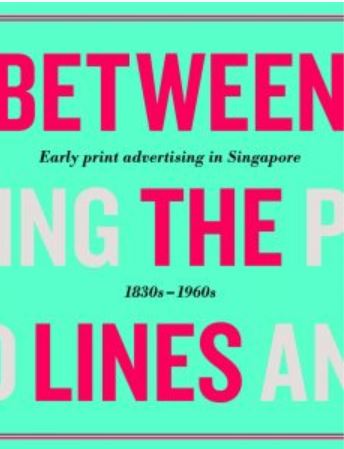 BETWEEN
Early print advertising in Singapore
ING THE P
1830s – 1960s
LINES AN